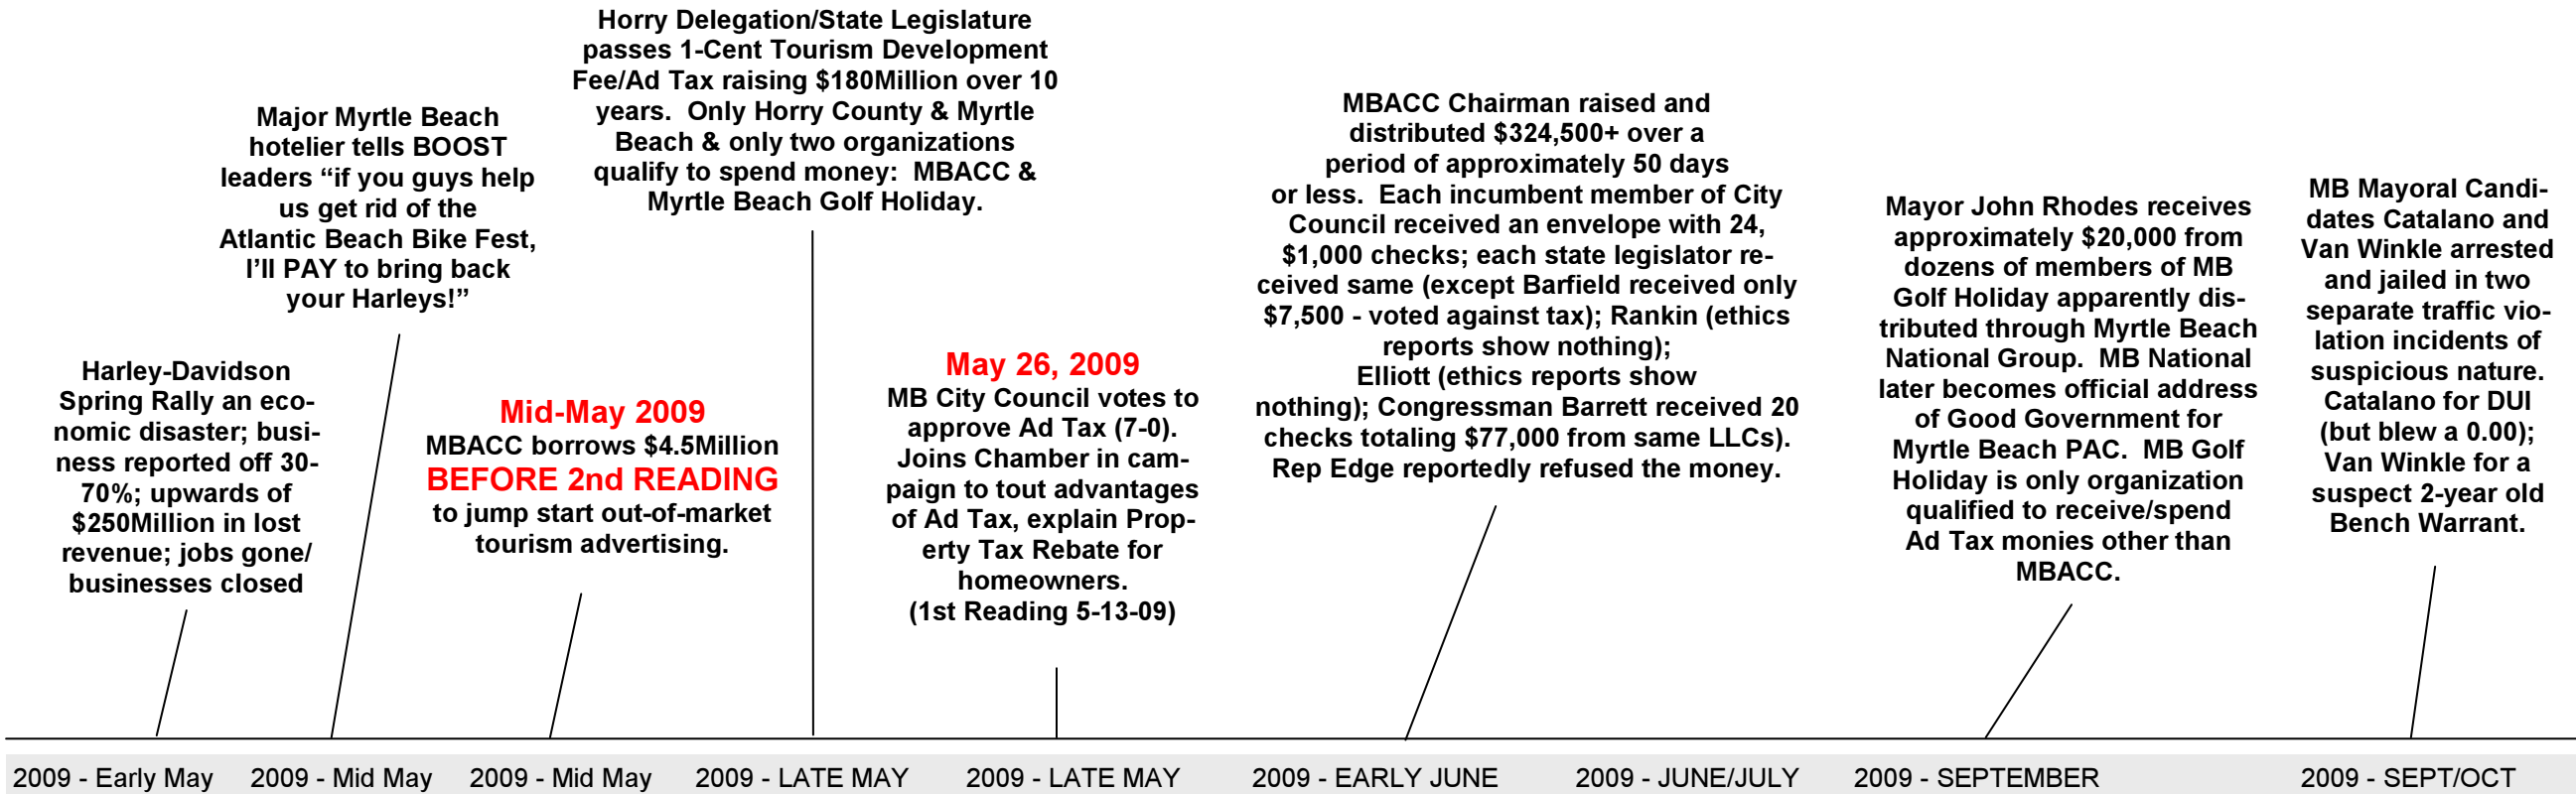 Harley-Davidson
Spring Rally an eco-
nomic disaster; busi-
ness reported off 30-
70%; upwards of
$250Million in lost
revenue; jobs gone/
businesses closed
Major Myrtle Beach
hotelier tells BOOST
leaders “if you guys help
us get rid of the
Atlantic Beach Bike Fest,
I’ll PAY to bring back
your Harleys!”
Mid-May 2009
MBACC borrows $4.5Million
BEFORE 2nd READING
to jump start out-of-market
tourism advertising.
Horry Delegation/State Legislature
passes 1-Cent Tourism Development
Fee/Ad Tax raising $180Million over 10
years.  Only Horry County & Myrtle
Beach & only two organizations
qualify to spend money:  MBACC &
Myrtle Beach Golf Holiday.
May 26, 2009
MB City Council votes to
approve Ad Tax (7-0).
Joins Chamber in cam-
paign to tout advantages
of Ad Tax, explain Prop-
erty Tax Rebate for
homeowners.
(1st Reading 5-13-09)
MBACC Chairman raised and
distributed $324,500+ over a
period of approximately 50 days
or less.  Each incumbent member of City
Council received an envelope with 24,
$1,000 checks; each state legislator re-
ceived same (except Barfield received only
$7,500 - voted against tax); Rankin (ethics
reports show nothing);
Elliott (ethics reports show
nothing); Congressman Barrett received 20
checks totaling $77,000 from same LLCs).
Rep Edge reportedly refused the money.
Mayor John Rhodes receives
approximately $20,000 from
dozens of members of MB
Golf Holiday apparently dis-
tributed through Myrtle Beach
National Group.  MB National
later becomes official address
of Good Government for
Myrtle Beach PAC.  MB Golf
Holiday is only organization
qualified to receive/spend
Ad Tax monies other than
MBACC.
MB Mayoral Candi-
dates Catalano and
Van Winkle arrested
and jailed in two
separate traffic vio-
lation incidents of
suspicious nature.
Catalano for DUI
(but blew a 0.00);
Van Winkle for a
suspect 2-year old
Bench Warrant.
2009 - Early May
2009 - Mid May
2009 - Mid May
2009 - LATE MAY
2009 - LATE MAY
2009 - EARLY JUNE
2009 - JUNE/JULY
2009 - SEPTEMBER
2009 - SEPT/OCT